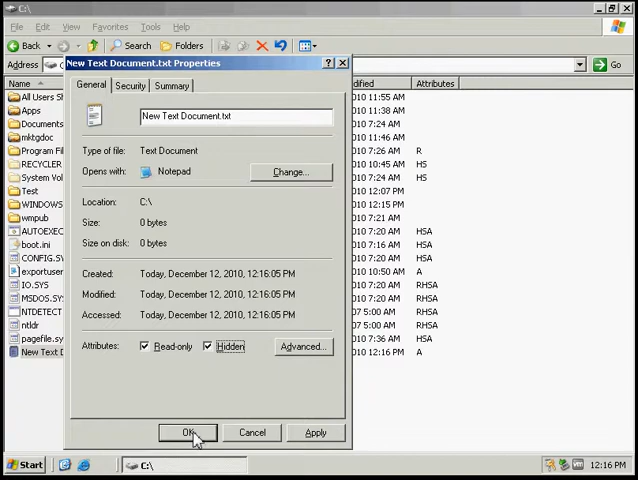 C:\
File Edit View Favorites Tools Help
Back Search Folders
Address Go
New Text Document.txt Properties
General Security Summary
New Text Document.txt
Type of file: Text Document
Opens with: Notepad Change...
Location: C:\
Size: 0 bytes
Size on disk: 0 bytes
Created: Today, December 12, 2010, 12:16:05 PM
Modified: Today, December 12, 2010, 12:16:05 PM
Accessed: Today, December 12, 2010, 12:16:05 PM
Attributes: Read-only Hidden Advanced...
OK Cancel Apply
Name dified Attributes
All Users S 010 11:55 AM
Apps 010 11:38 AM
Documents 010 7:24 AM
mktgdoc 010 11:46 AM
Program Fi 010 7:26 AM R
RECYCLER 010 10:45 AM HS
System Vol 010 7:24 AM HS
Test 010 12:07 PM
WINDOWS 010 12:15 PM
wmpub 010 7:21 AM
AUTOEXEC 010 7:20 AM HSA
boot.ini 010 7:16 AM HSA
CONFIG.SY 010 7:20 AM HSA
exportuser 010 10:50 AM A
IO.SYS 010 7:20 AM RHSA
MSDOS.SY 010 7:20 AM RHSA
NTDETECT 07 5:00 AM RHSA
ntldr 07 5:00 AM RHSA
pagefile.sy 010 7:15 AM HSA
New Text D 010 12:16 PM A
Start C:\ 12:16 PM